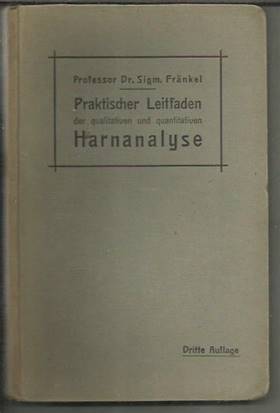 Professor Dr. Sigm. Fränkel
Praktischer Leitfaden
der qualitativen und quantitativen
Harnanalyse
Dritte Auflage